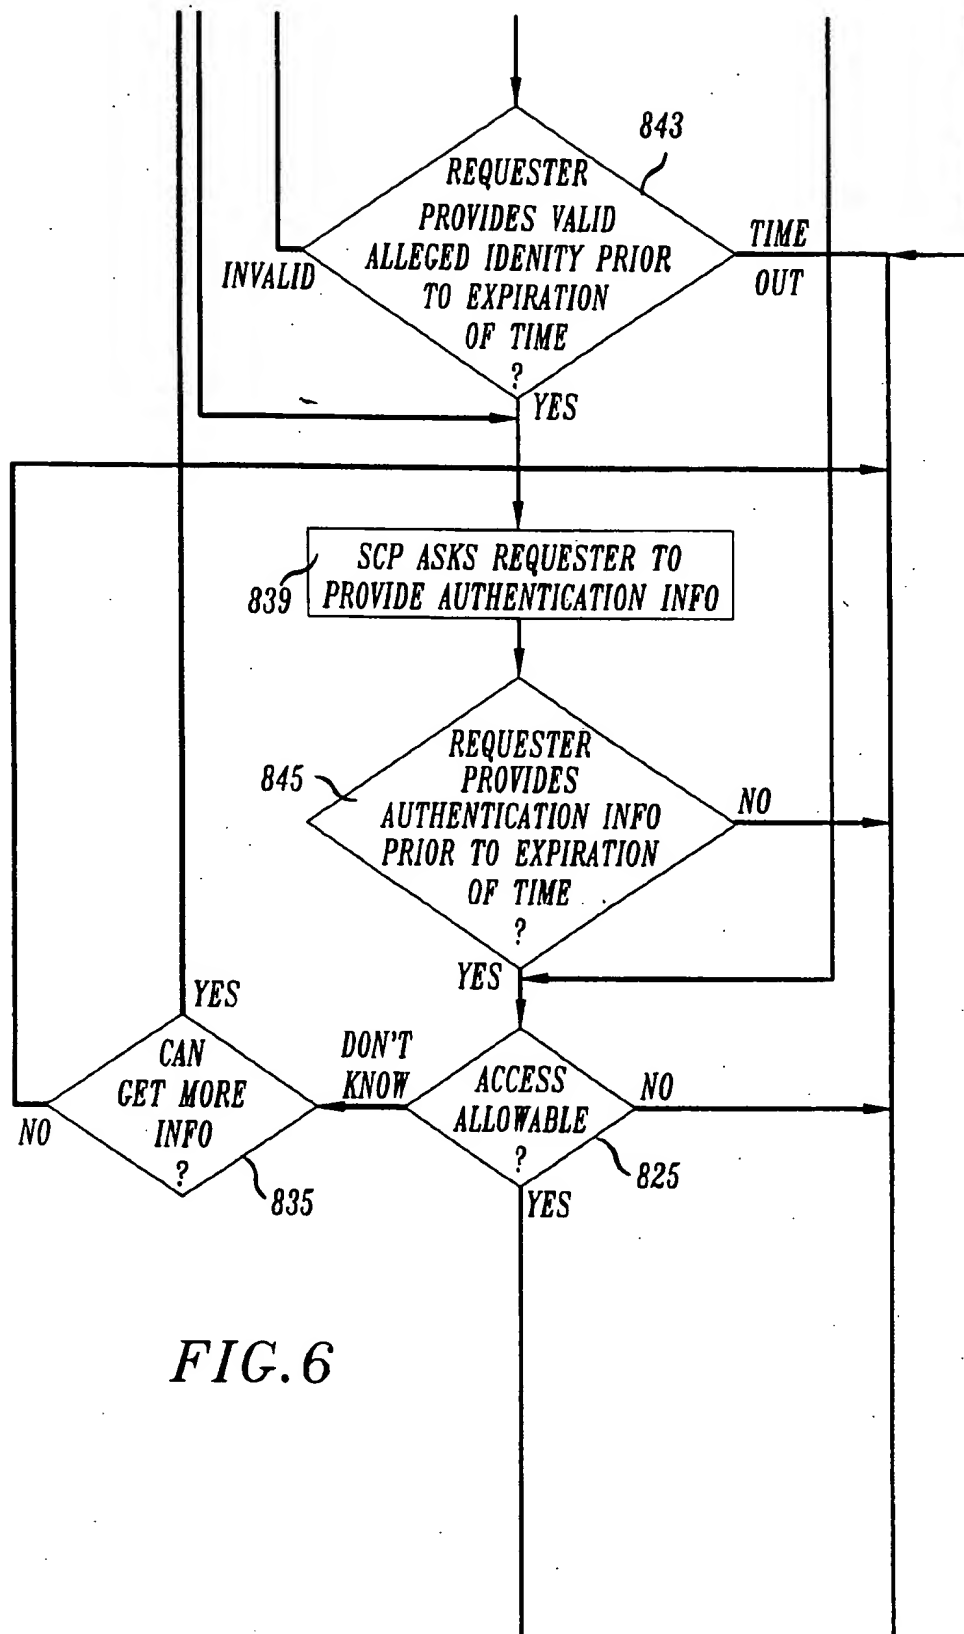 843
REQUESTER
PROVIDES VALID
ALLEGED IDENITY PRIOR
TO EXPIRATION
OF TIME
?
INVALID
TIME
OUT
YES
839
SCP ASKS REQUESTER TO
PROVIDE AUTHENTICATION INFO
845
REQUESTER
PROVIDES
AUTHENTICATION INFO
PRIOR TO EXPIRATION
OF TIME
?
NO
YES
YES
CAN
GET MORE
INFO
?
NO
835
DON'T
KNOW
ACCESS
ALLOWABLE
?
NO
825
YES
FIG.6